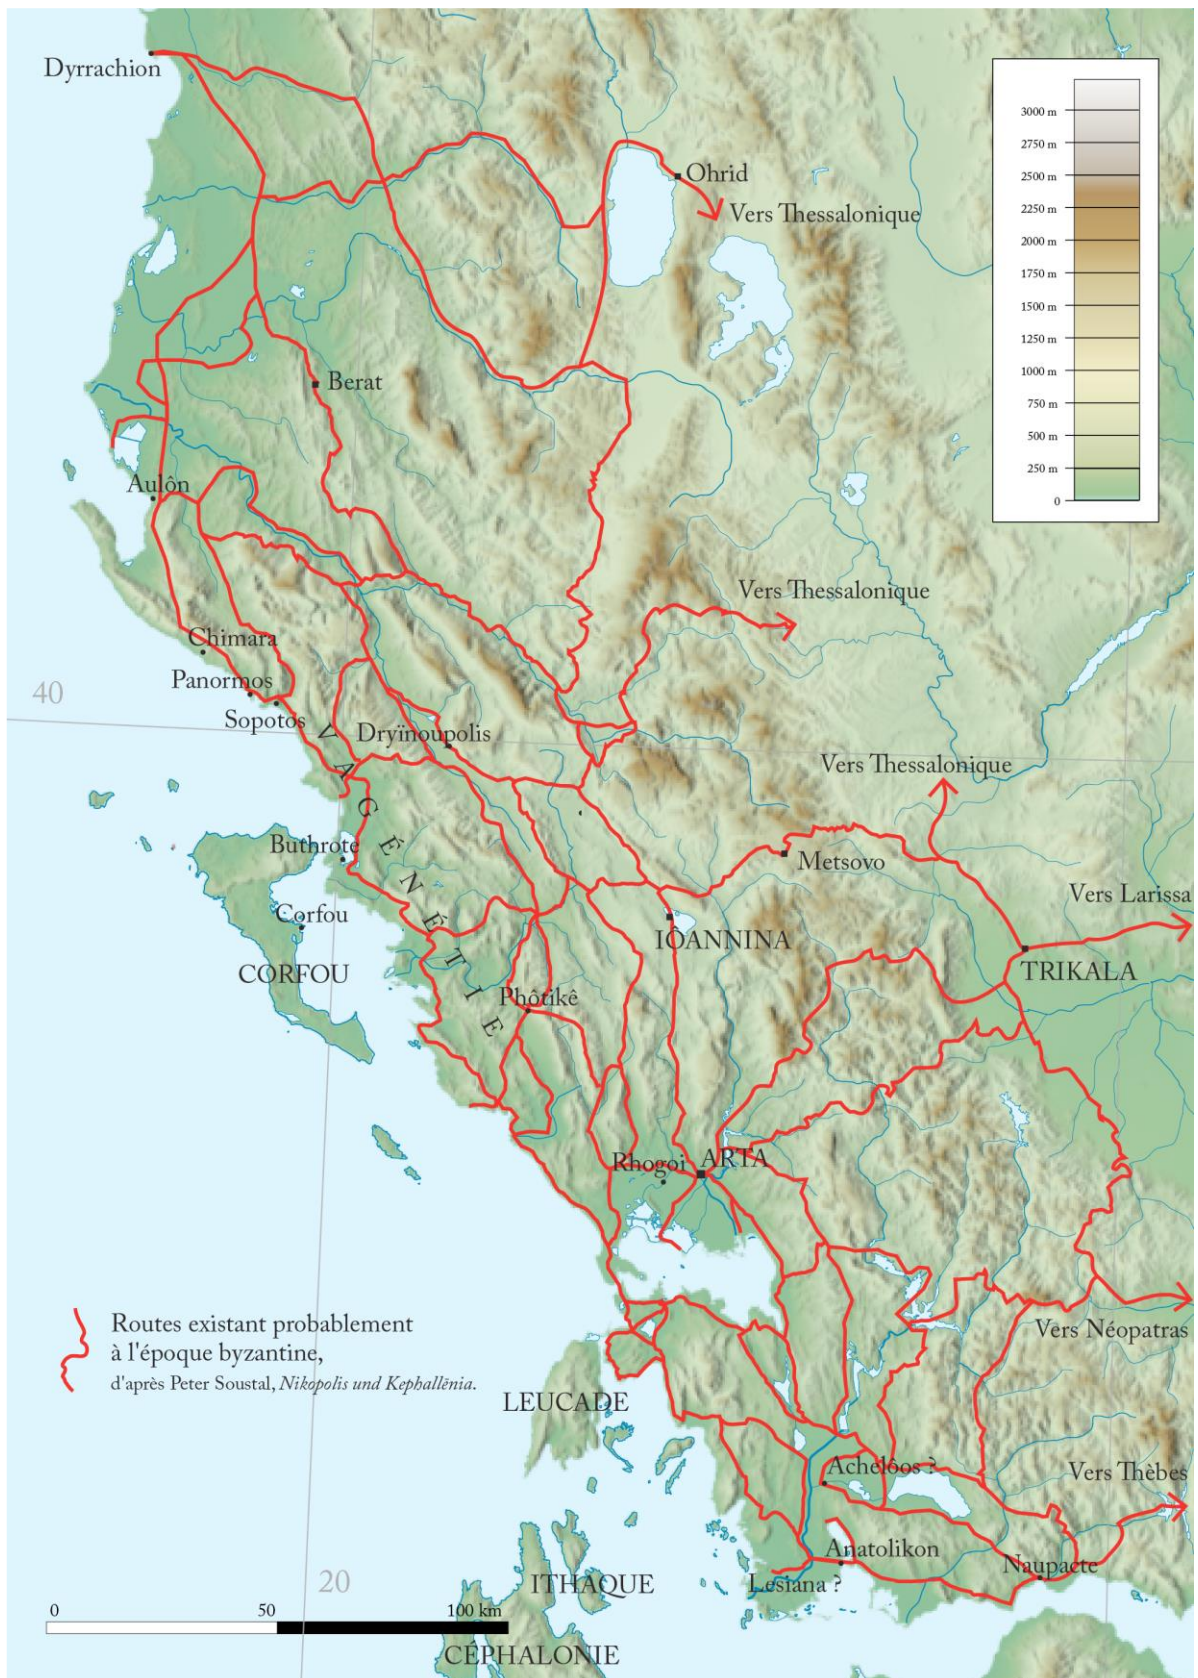 Dyrrachion
3000 m
2750 m
2500 m
2250 m
2000 m
1750 m
1500 m
1250 m
1000 m
750 m
500 m
250 m
0
Ohrid
Vers Thessalonique
Berat
Aulôn
Vers Thessalonique
Chimara
Panormos
40
Sopotos
Dryïnoupolis
VAGÉNÉTIE
Vers Thessalonique
Buthrote
Metsovo
Vers Larissa
Corfou
IÔANNINA
CORFOU
TRIKALA
Phôtikê
Rhogoi
ARTA
Routes existant probablement
à l'époque byzantine,
d'après Peter Soustal, Nikopolis und Kephallēnia.
Vers Néopatras
LEUCADE
Achelôos ?
Vers Thèbes
Anatolikon
Naupacte
Lesiana ?
ITHAQUE
20
0 50 100 km
CÉPHALONIE